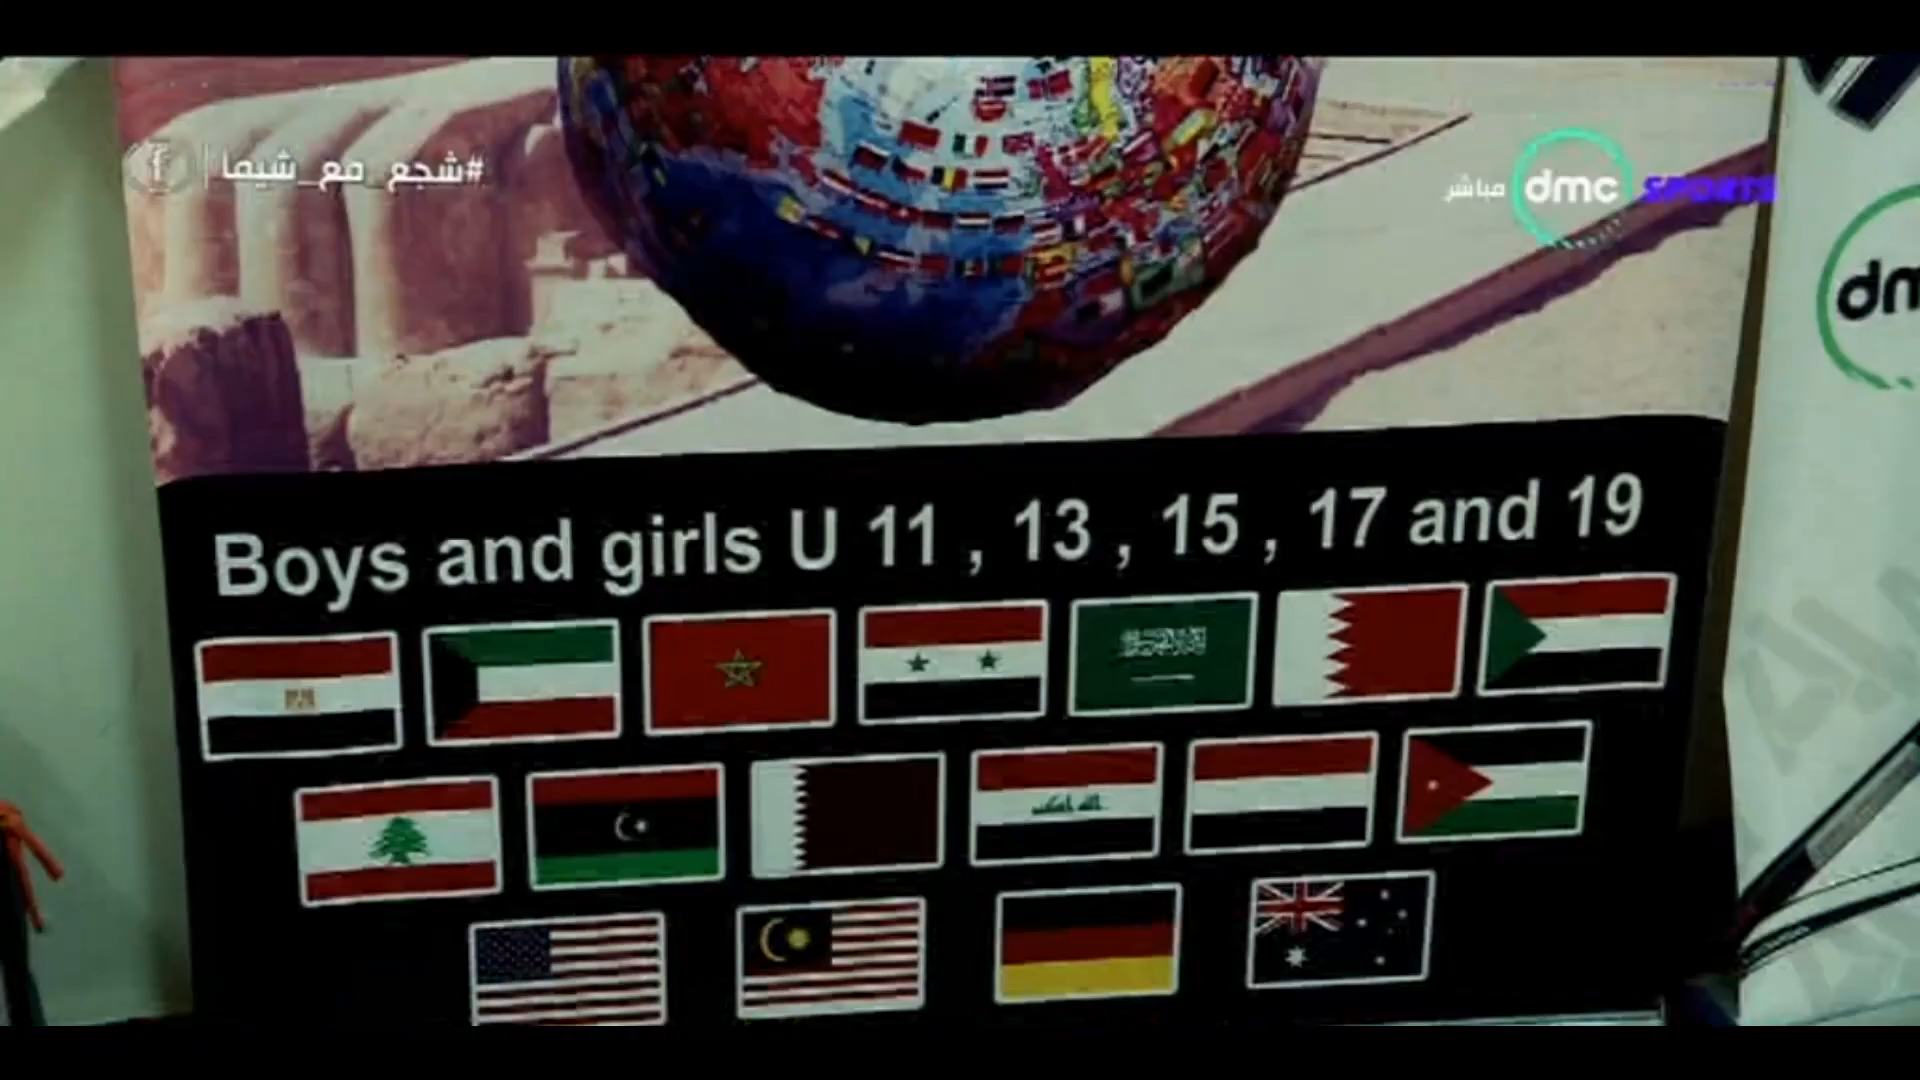 #شجع_مع_شيما
مباشر dmc SPORTS
Boys and girls U 11 , 13 , 15 , 17 and 19